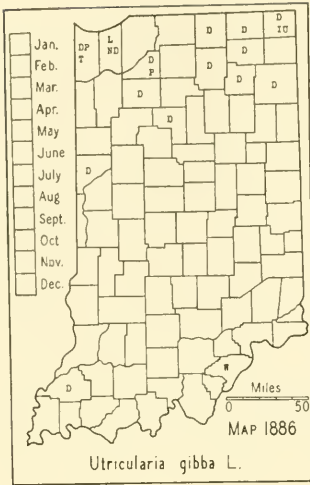 Jan.
Feb.
Mar.
Apr.
May
June
July
Aug
Sept.
Oct
Nov.
Dec.
DP
T
L
ND
D
P
D
D
D
D
IU
D
D
D
D
D
D
D
W
Miles
0 50
MAP 1886
Utricularia gibba L.